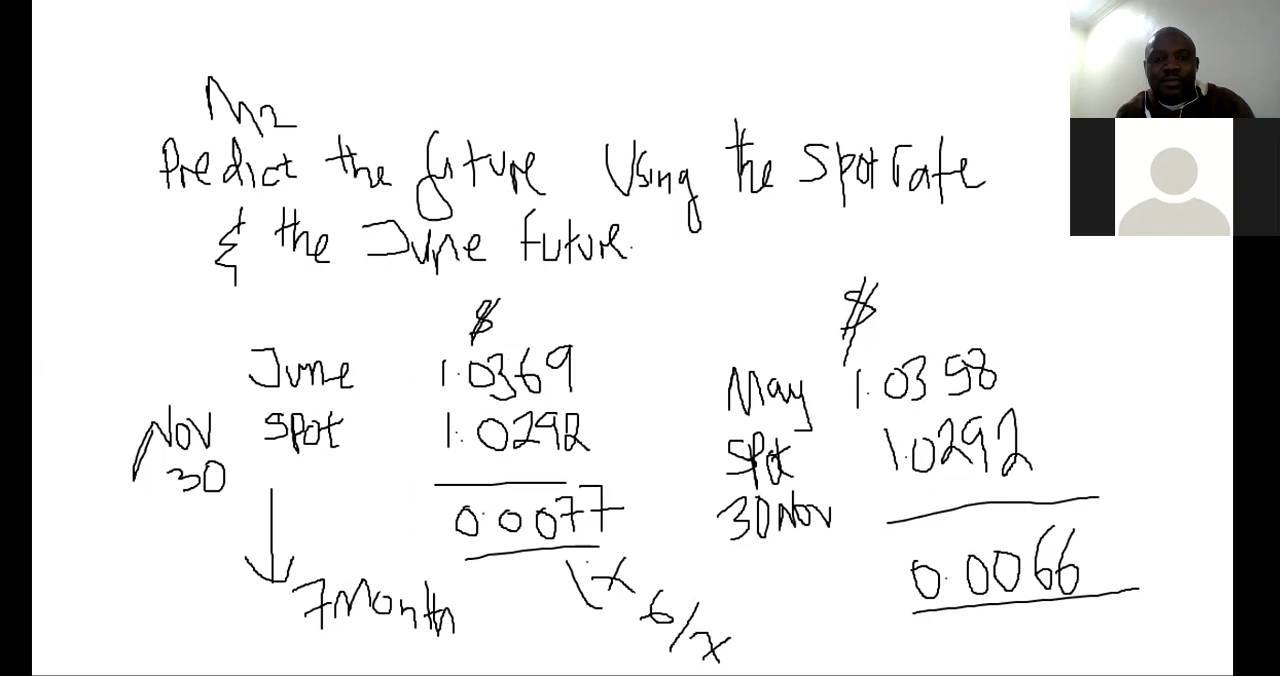 M2
Predict the future Using the Spot rate
& the June future.
$
June 1.0369
Nov 30 Spot 1.0292
0.0077
7 Month
x 6/7
$
May 1.0358
Spot 1.0292
30 Nov
0.0066